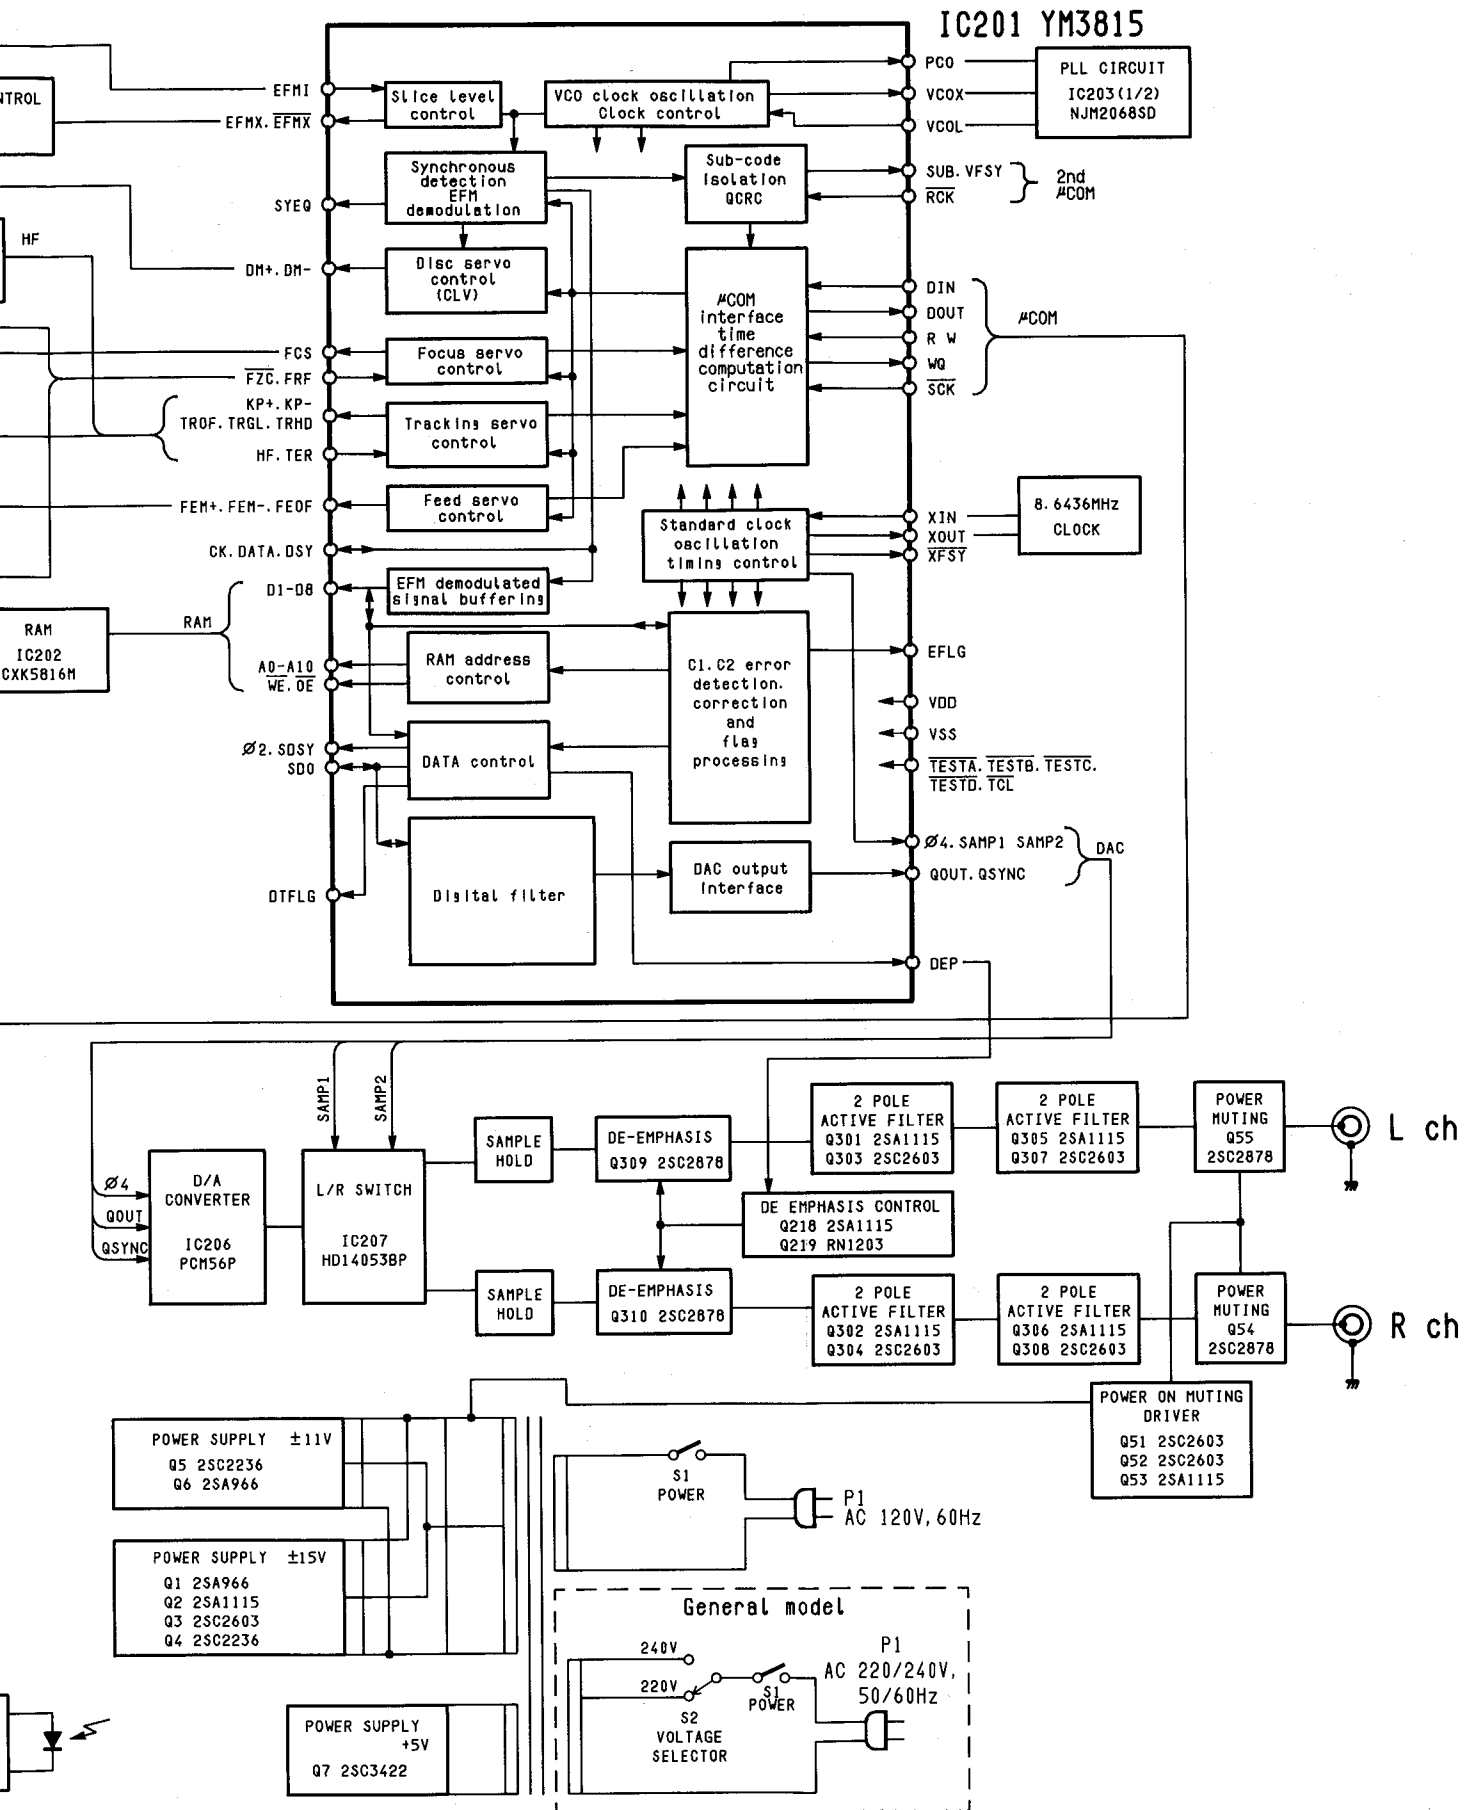 IC201 YM3815
NTROL
EFMI
EFMX.EFMX
SYEQ
HF
DM+.DM-
FCS
FZC.FRF
KP+.KP-
TROF.TRGL.TRHD
HF.TER
FEM+.FEM-.FEOF
CK.DATA.DSY
D1-D8
RAM
A0-A10
WE.OE
Ø2.SDSY
SDO
DTFLG
RAM
IC202
CXK5816M
Slice level
control
VCO clock oscillation
Clock control
Synchronous
detection
EFM
demodulation
Sub-code
isolation
QCRC
Disc servo
control
(CLV)
μCOM
interface
time
difference
computation
circuit
Focus servo
control
Tracking servo
control
Feed servo
control
Standard clock
oscillation
timing control
EFM demodulated
signal buffering
RAM address
control
C1.C2 error
detection.
correction
and
flag
processing
DATA control
Digital filter
DAC output
interface
PCO
VCOX
VCOL
PLL CIRCUIT
IC203(1/2)
NJM2068SD
SUB.VFSY
RCK
2nd
μCOM
DIN
DOUT
R W
WQ
SCK
μCOM
XIN
XOUT
XFSY
8.6436MHz
CLOCK
EFLG
VDD
VSS
TESTA.TESTB.TESTC.
TESTD.TCL
Ø4.SAMP1 SAMP2
QOUT.QSYNC
DAC
DEP
SAMP1
SAMP2
Ø4
QOUT
QSYNC
D/A
CONVERTER
IC206
PCM56P
L/R SWITCH
IC207
HD14053BP
SAMPLE
HOLD
DE-EMPHASIS
Q309 2SC2878
2 POLE
ACTIVE FILTER
Q301 2SA1115
Q303 2SC2603
2 POLE
ACTIVE FILTER
Q305 2SA1115
Q307 2SC2603
POWER
MUTING
Q55
2SC2878
L ch
DE EMPHASIS CONTROL
Q218 2SA1115
Q219 RN1203
SAMPLE
HOLD
DE-EMPHASIS
Q310 2SC2878
2 POLE
ACTIVE FILTER
Q302 2SA1115
Q304 2SC2603
2 POLE
ACTIVE FILTER
Q306 2SA1115
Q308 2SC2603
POWER
MUTING
Q54
2SC2878
R ch
POWER ON MUTING
DRIVER
Q51 2SC2603
Q52 2SC2603
Q53 2SA1115
POWER SUPPLY ±11V
Q5 2SC2236
Q6 2SA966
POWER SUPPLY ±15V
Q1 2SA966
Q2 2SA1115
Q3 2SC2603
Q4 2SC2236
POWER SUPPLY
+5V
Q7 2SC3422
S1
POWER
P1
AC 120V,60Hz
General model
240V
220V
S2
VOLTAGE
SELECTOR
S1
POWER
P1
AC 220/240V,
50/60Hz